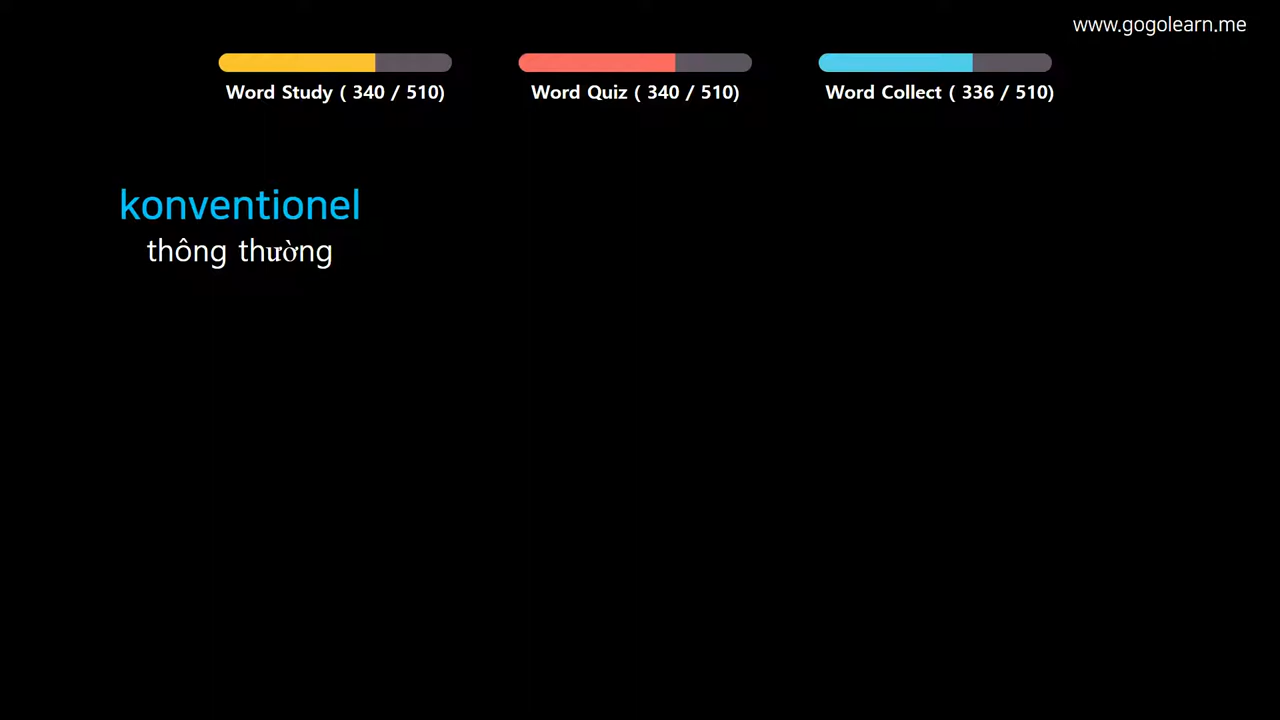 www.gogolearn.me
Word Study ( 340 / 510)
Word Quiz ( 340 / 510)
Word Collect ( 336 / 510)
konventionel
thông thường